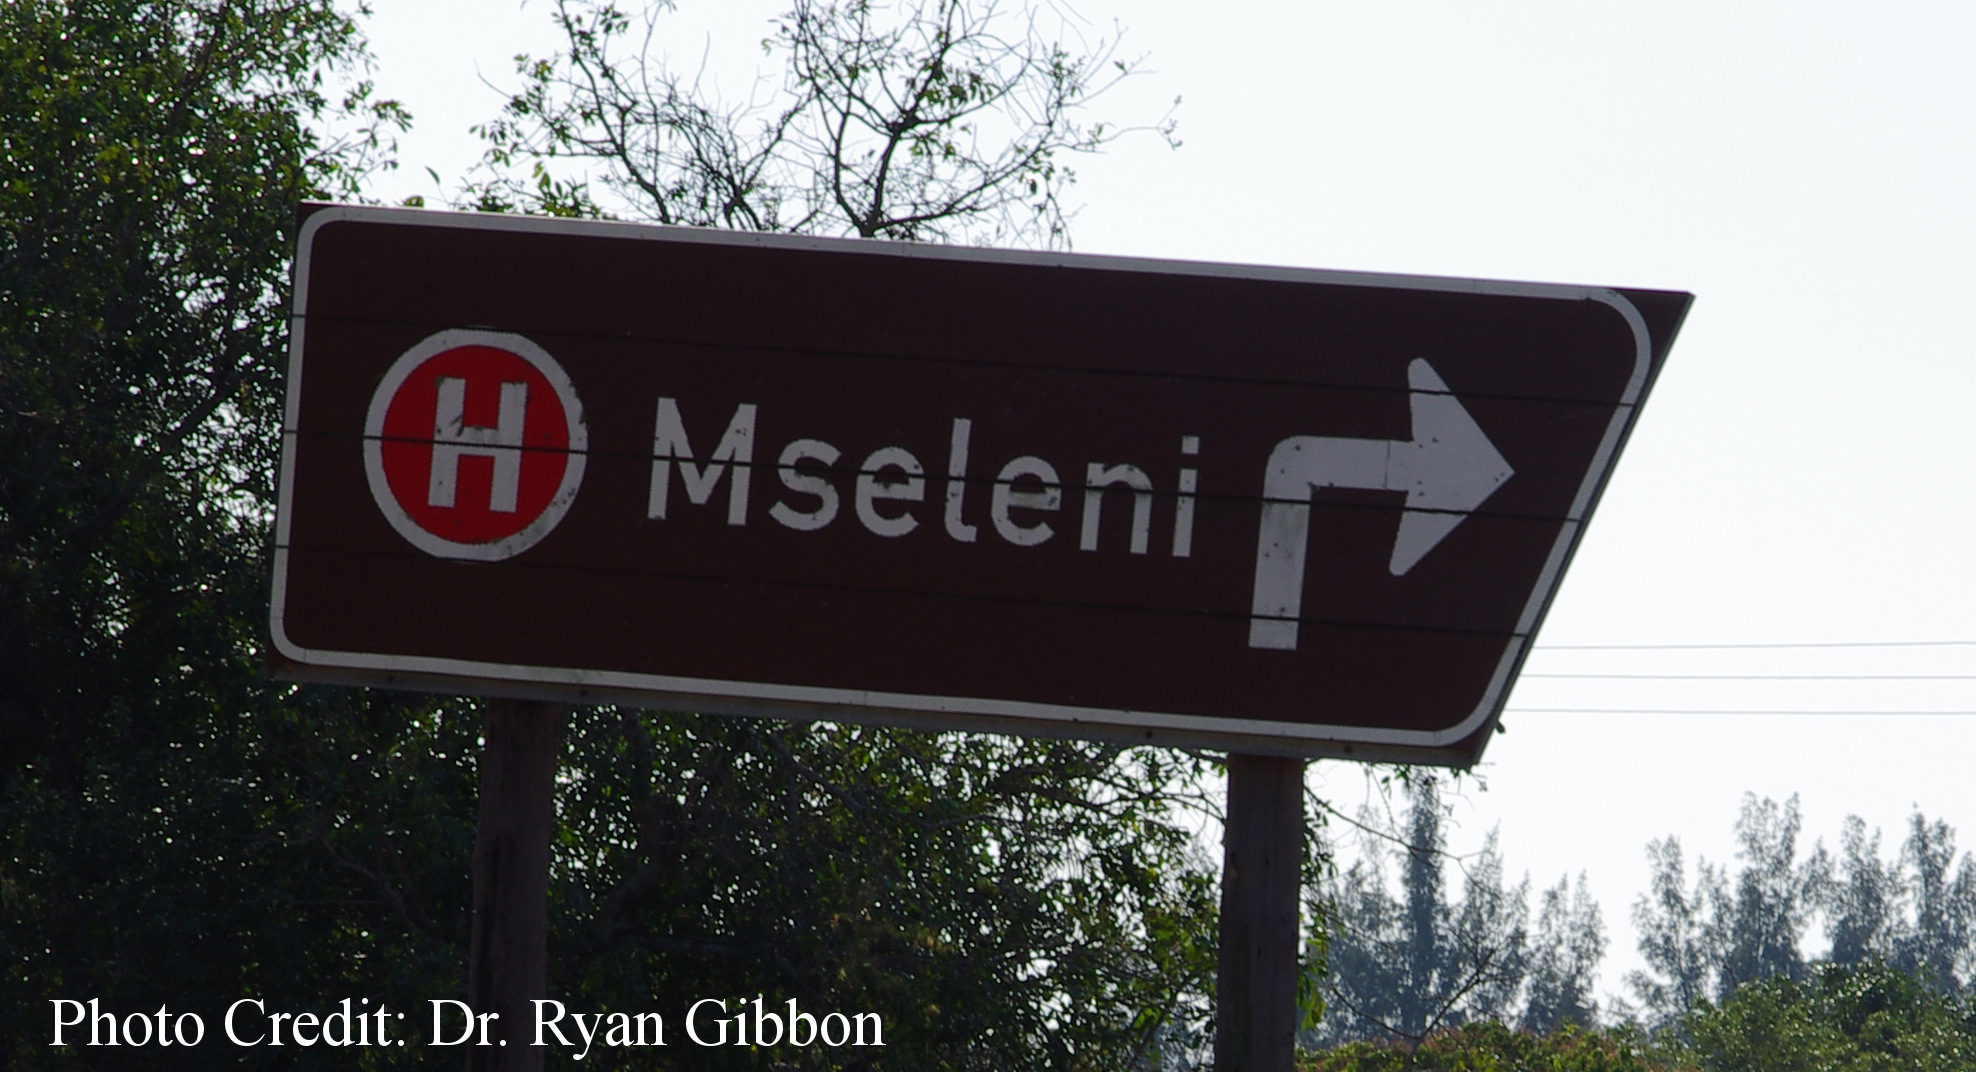 H Mseleni
Photo Credit: Dr. Ryan Gibbon